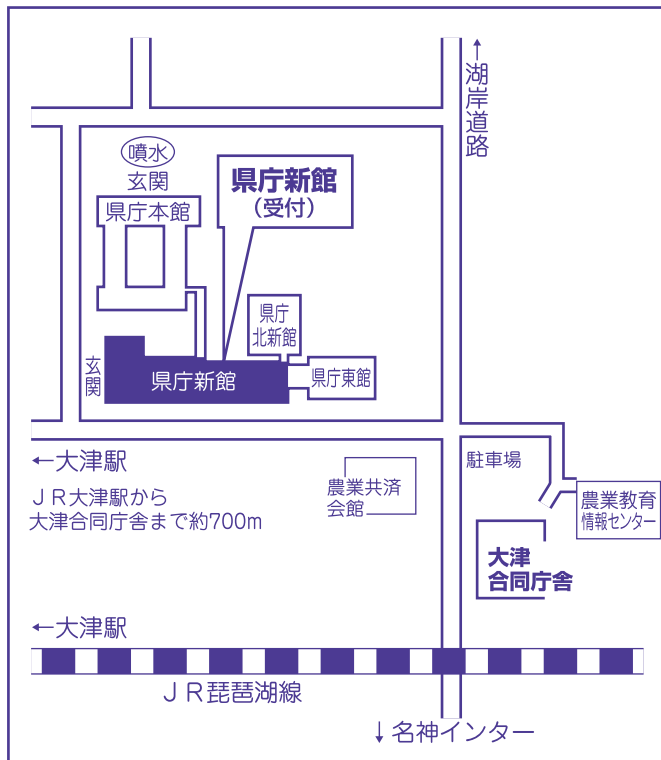 ↑
湖岸道路
噴水
玄関
県庁本館
県庁新館
(受付)
県庁
北新館
玄関
県庁新館
県庁東館
←大津駅
ＪＲ大津駅から
大津合同庁舎まで約700m
農業共済
会館
駐車場
農業教育
情報センター
大津
合同庁舎
←大津駅
ＪＲ琵琶湖線
↓名神インター